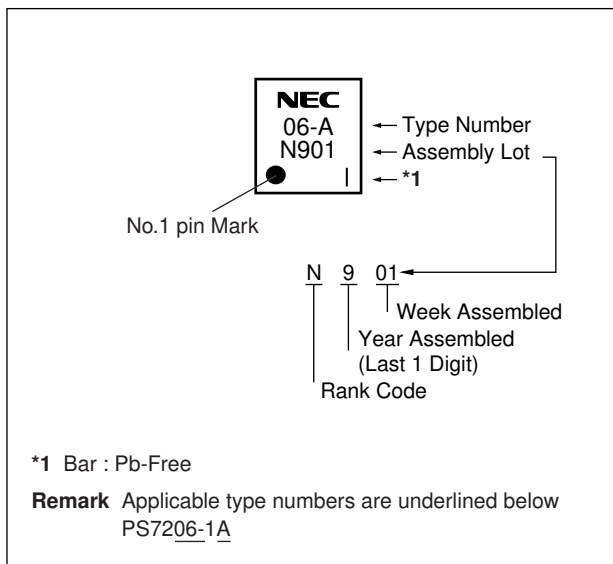 NEC
06-A
N901
|
Type Number
Assembly Lot
*1
No.1 pin Mark
N 9 01
Week Assembled
Year Assembled
(Last 1 Digit)
Rank Code
*1 Bar : Pb-Free
Remark Applicable type numbers are underlined below
PS7206-1A